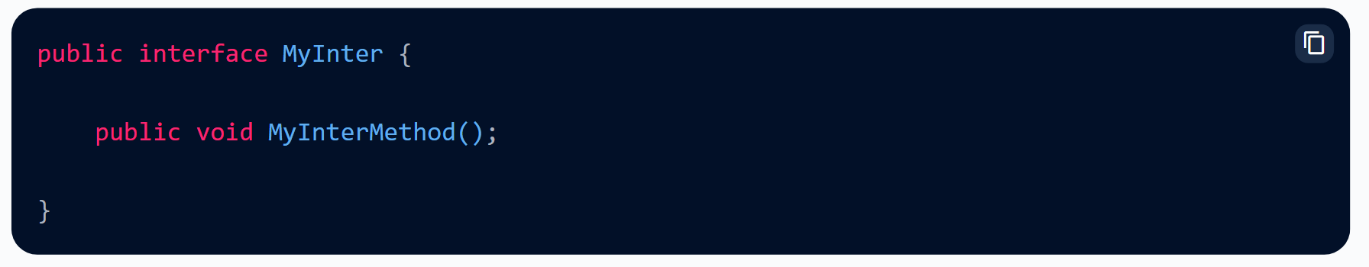 public interface MyInter {
    public void MyInterMethod();
}